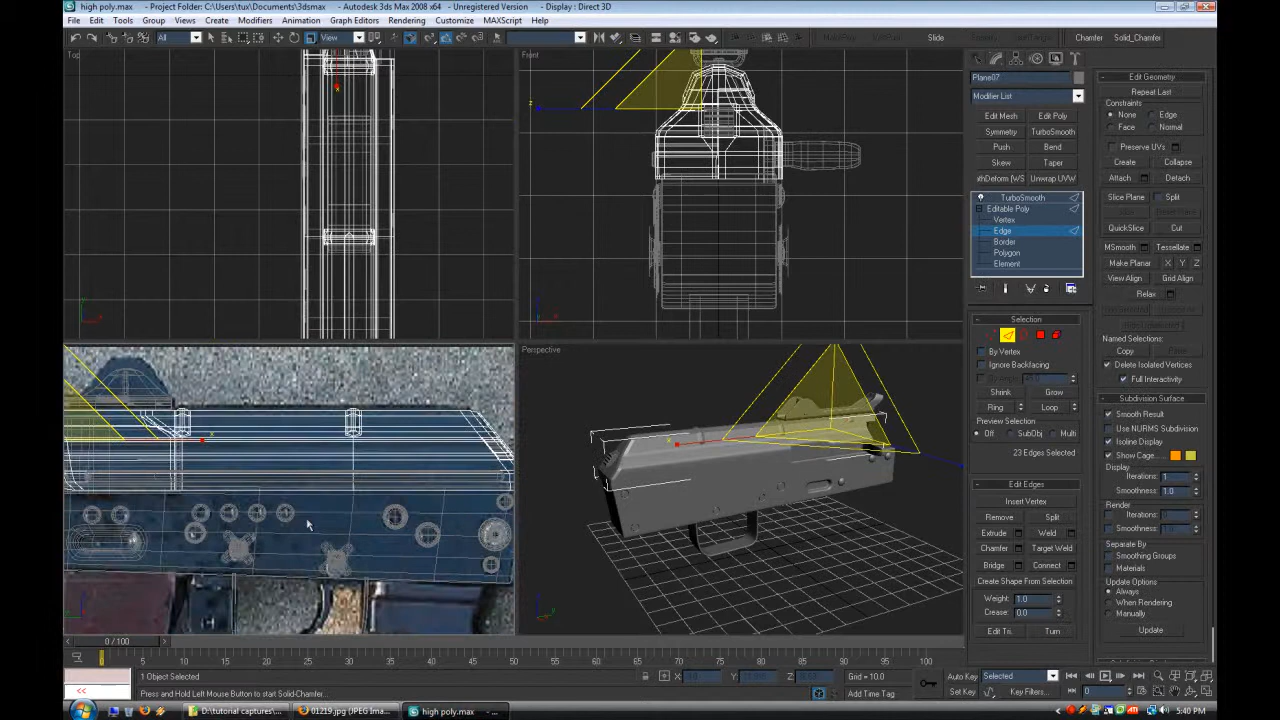 high poly.max - Project Folder: C:\Users\tux\Documents\3dsmax - Autodesk 3ds Max 2008 x64 - Unregistered Version - Display : Direct 3D
File Edit Tools Group Views Create Modifiers Animation Graph Editors Rendering Customize MAXScript Help
All View Slide Chamfer Solid_Chamfer
Top
Front
Perspective
Plane07
Modifier List
Edit Mesh Edit Poly
Symmetry TurboSmooth
Push Bend
Skew Taper
Unwrap UVW
TurboSmooth
Editable Poly
Vertex
Edge
Border
Polygon
Element
Selection
By Vertex
Ignore Backfacing
Shrink Grow
Ring Loop
Preview Selection
Off SubObj Multi
23 Edges Selected
Edit Edges
Insert Vertex
Remove Split
Extrude Weld
Chamfer Target Weld
Bridge Connect
Create Shape From Selection
Weight: 1.0
Crease: 0.0
Edit Tri. Turn
Edit Geometry
Repeat Last
Constraints
None Edge
Face Normal
Preserve UVs
Create Collapse
Attach Detach
Slice Plane Split
QuickSlice Cut
MSmooth Tessellate
Make Planar X Y Z
View Align Grid Align
Relax
Named Selections:
Copy
Delete Isolated Vertices
Full Interactivity
Subdivision Surface
Smooth Result
Use NURMS Subdivision
Isoline Display
Show Cage......
Display
Iterations: 1
Smoothness: 1.0
Render
Iterations: 0
Smoothness: 1.0
Separate By
Smoothing Groups
Materials
Update Options
Always
When Rendering
Manually
Update
0 / 100
0 5 10 15 20 25 30 35 40 45 50 55 60 65 70 75 80 85 90 95 100
1 Object Selected X: Y: Z: Grid = 10.0 Auto Key Selected
Press and Hold Left Mouse Button to start Solid-Chamfer Add Time Tag Set Key Key Filters... 0
D:\tutorial captures... 01219.jpg (JPEG Ima... high poly.max - ... 5:40 PM